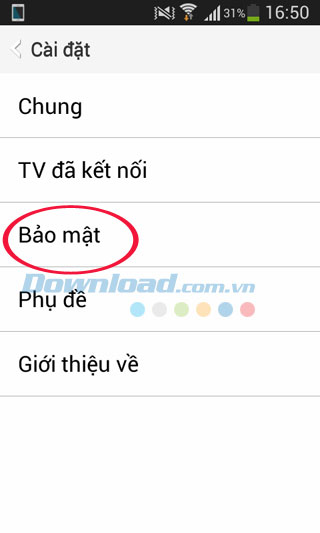 31% 16:50
Cài đặt
Chung
TV đã kết nối
Bảo mật
Download.com.vn
Phụ đề
Giới thiệu về